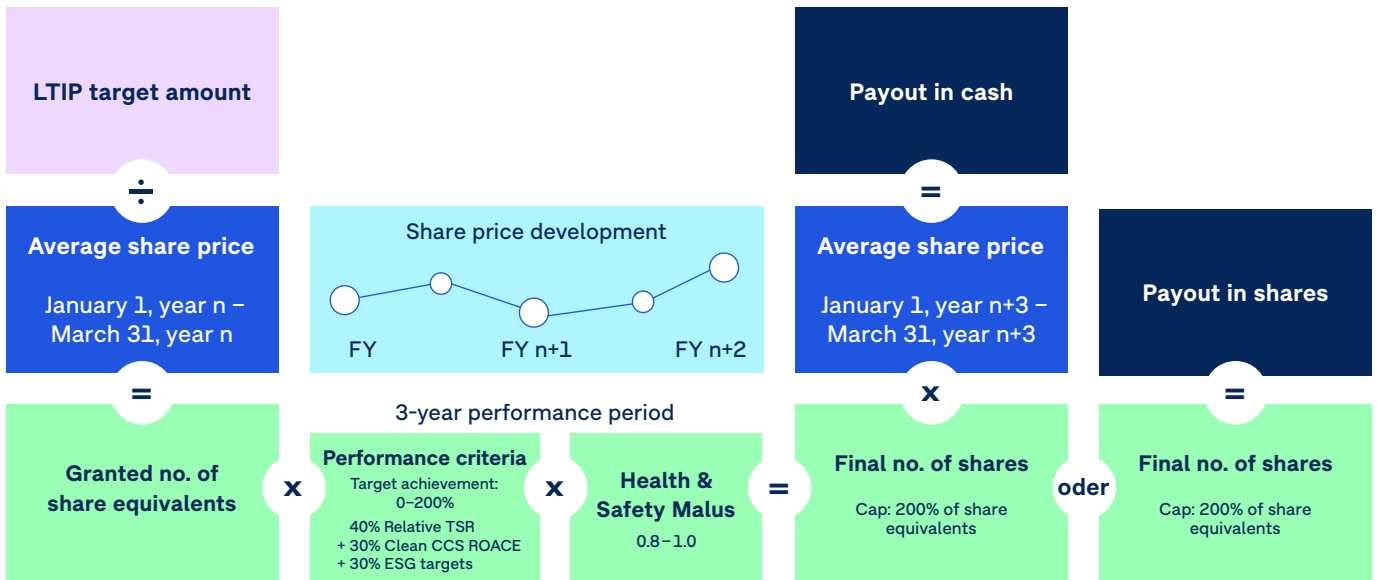 LTIP target amount
÷
Average share price
January 1, year n –
March 31, year n
=
Granted no. of
share equivalents
x
Share price development
FY
FY n+1
FY n+2
3-year performance period
Performance criteria
Target achievement:
0–200%
40% Relative TSR
+ 30% Clean CCS ROACE
+ 30% ESG targets
x
Health &
Safety Malus
0.8–1.0
=
Payout in cash
=
Average share price
January 1, year n+3 –
March 31, year n+3
x
Final no. of shares
Cap: 200% of share
equivalents
oder
Payout in shares
=
Final no. of shares
Cap: 200% of share
equivalents